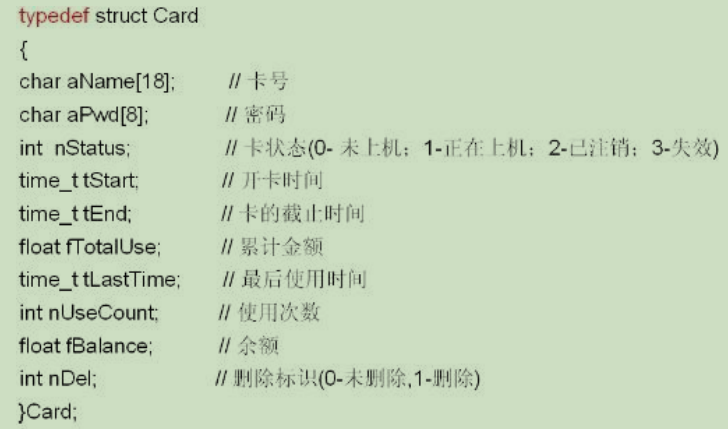 typedef struct Card
{
char aName[18]; // 卡号
char aPwd[8]; // 密码
int nStatus; // 卡状态(0- 未上机；1-正在上机；2-已注销；3-失效)
time_t tStart; // 开卡时间
time_t tEnd; // 卡的截止时间
float fTotalUse; // 累计金额
time_t tLastTime; // 最后使用时间
int nUseCount; // 使用次数
float fBalance; // 余额
int nDel; // 删除标识(0-未删除,1-删除)
}Card;